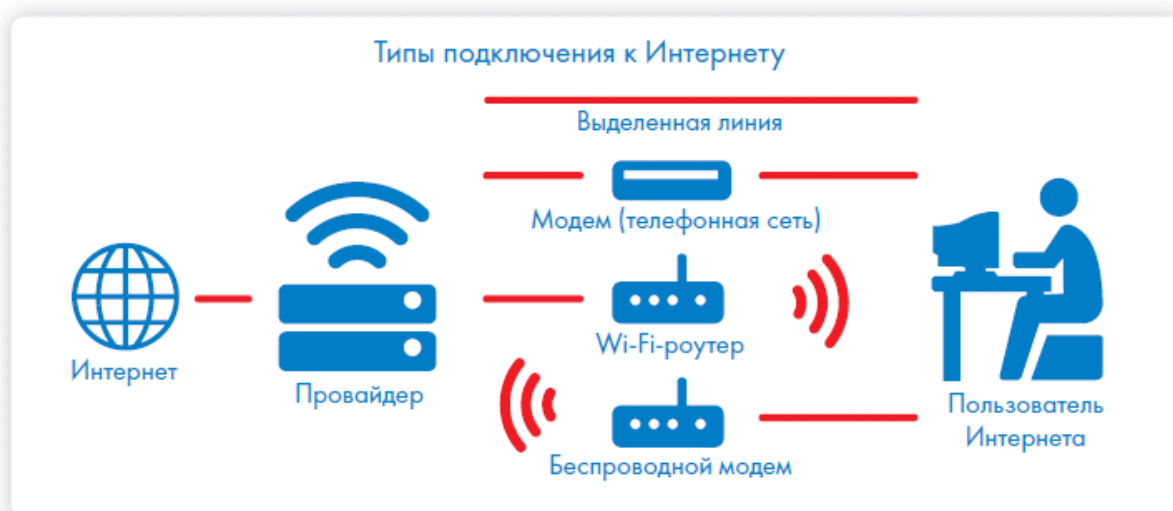 Типы подключения к Интернету
Выделенная линия
Модем (телефонная сеть)
Интернет
Провайдер
Wi-Fi-роутер
Беспроводной модем
Пользователь
Интернета